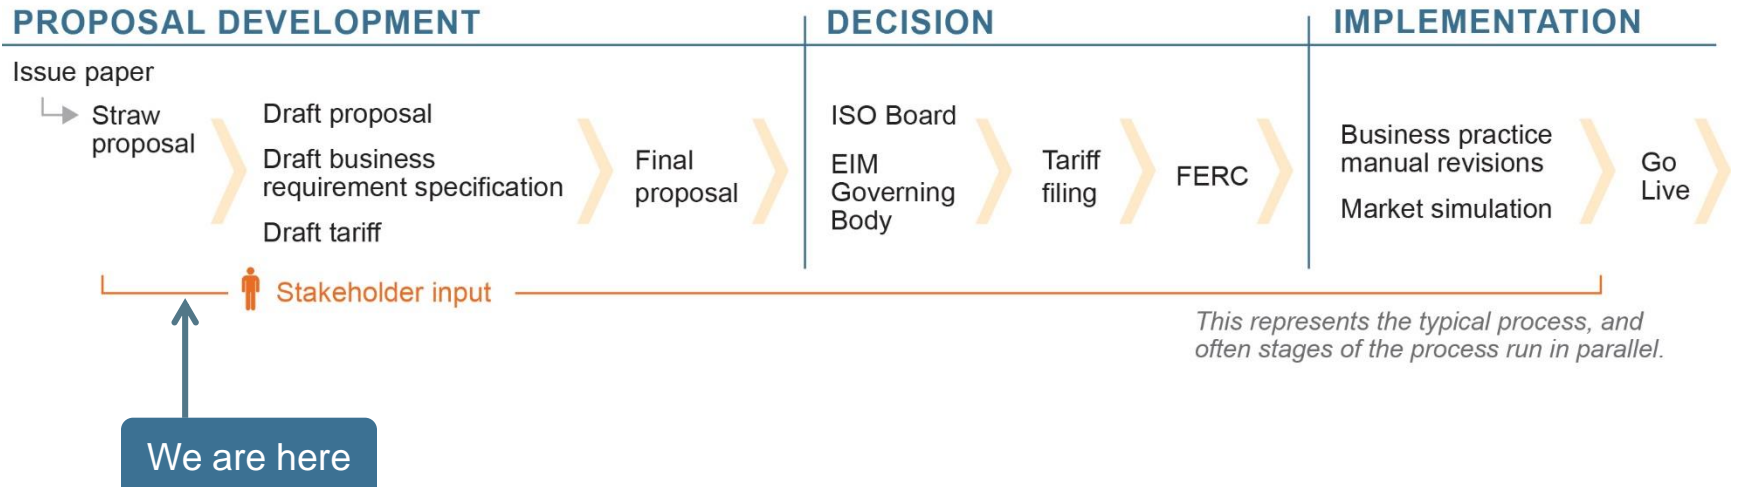 PROPOSAL DEVELOPMENT
DECISION
IMPLEMENTATION
Issue paper
Straw
proposal
Draft proposal
Draft business
requirement specification
Draft tariff
Final
proposal
ISO Board
EIM
Governing
Body
Tariff
filing
FERC
Business practice
manual revisions
Market simulation
Go
Live
Stakeholder input
This represents the typical process, and
often stages of the process run in parallel.
We are here